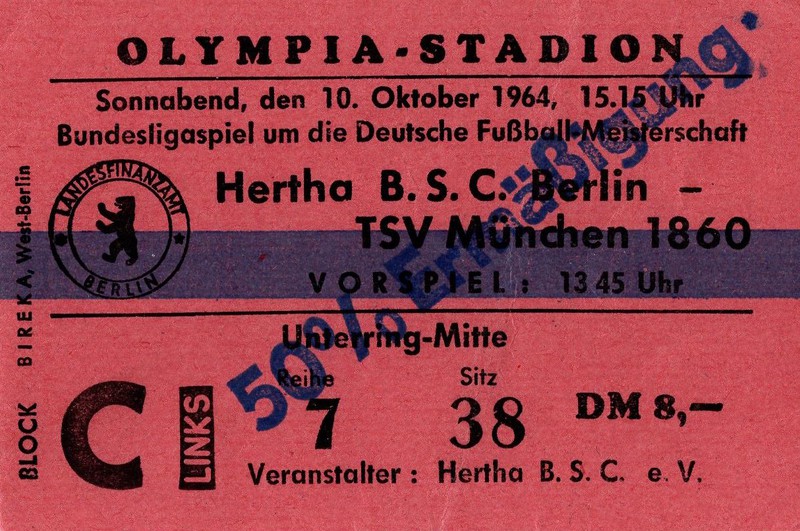 OLYMPIA-STADION
Sonnabend, den 10. Oktober 1964, 15.15 Uhr
Bundesligaspiel um die Deutsche Fußball-Meisterschaft
Hertha B.S.C. Berlin –
TSV München 1860
VORSPIEL: 13 45 Uhr
LANDESFINANZAMT
BERLIN
BIREKA, West-Berlin
50% Ermäßigung
Unterring-Mitte
Reihe Sitz
BLOCK C LINKS 7 38 DM 8,—
Veranstalter : Hertha B.S.C. e.V.